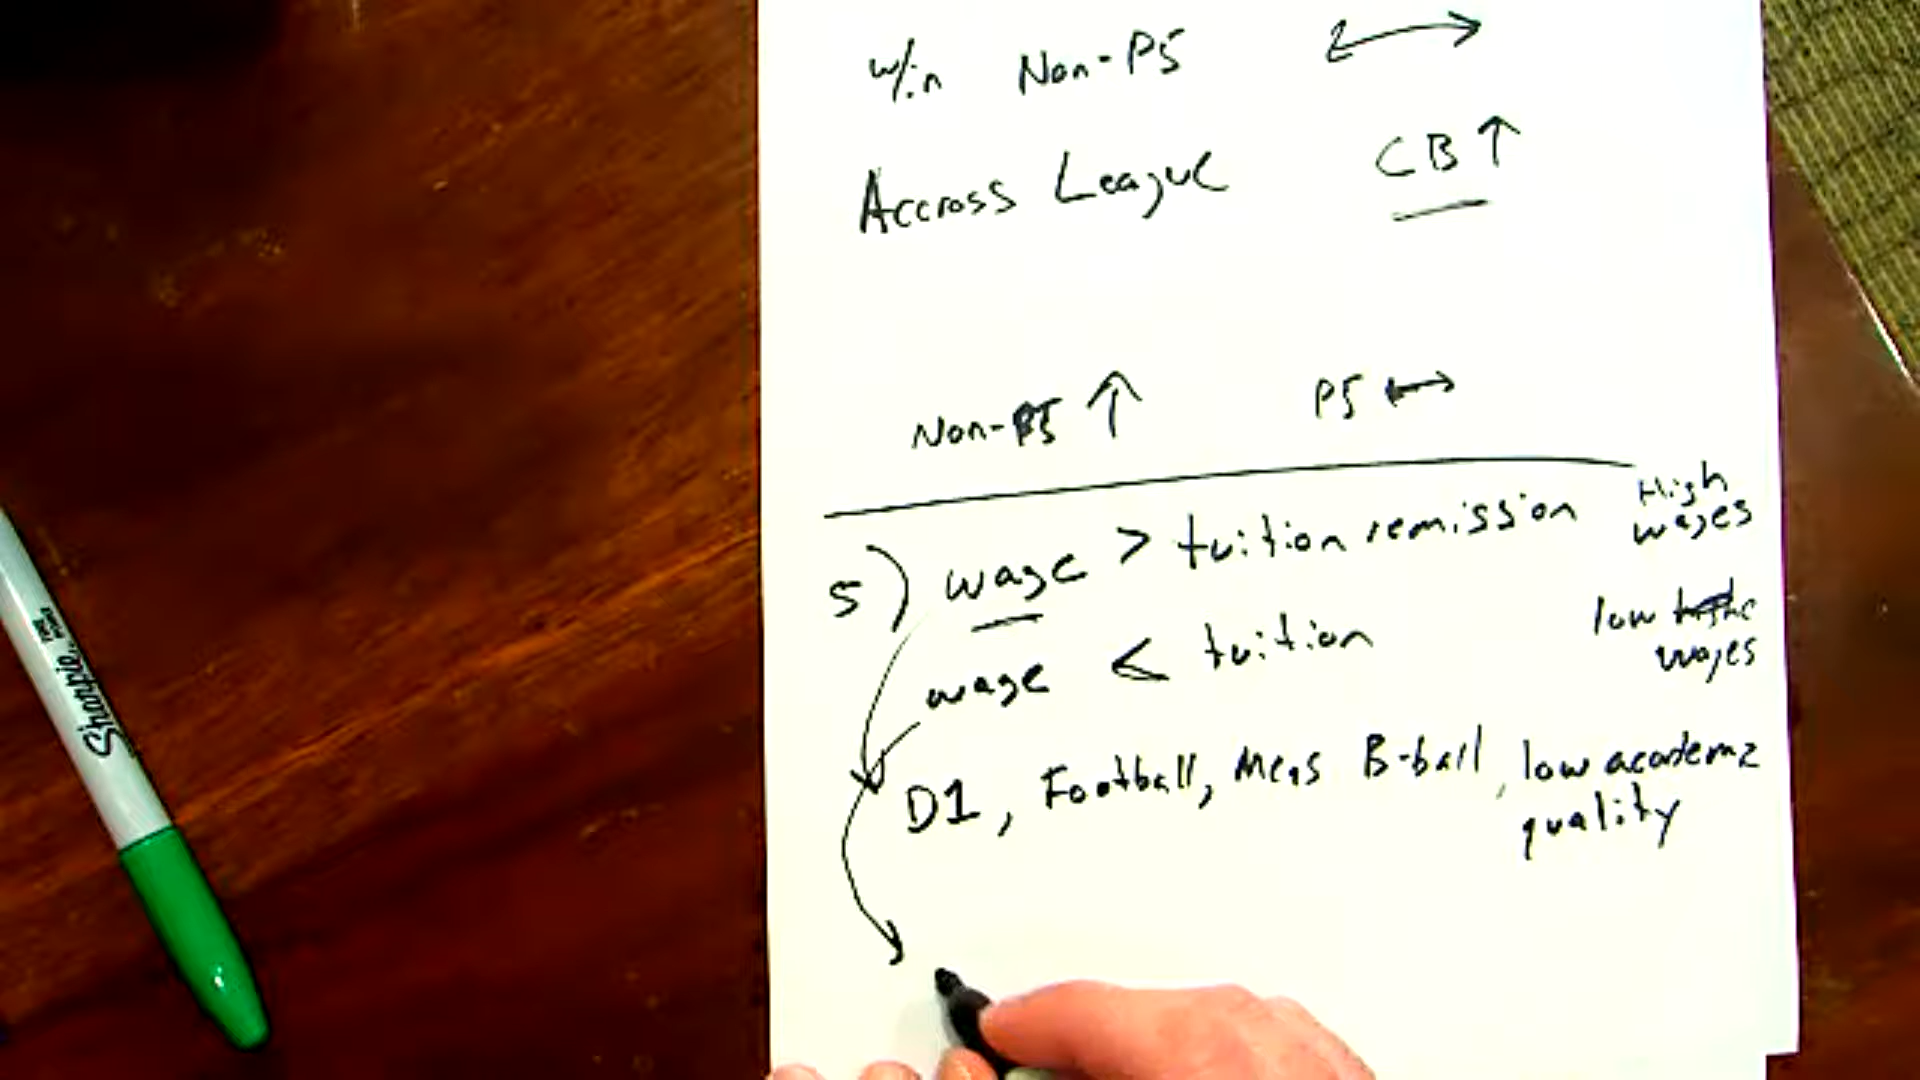 w/in Non-P5 ↔
Accross League CB ↑
Non-P5 ↑ P5 ↔
5) wage > tuition remission High wages
wage < tuition low wages
D1, Football, Mens B-ball, low academic quality
Sharpie